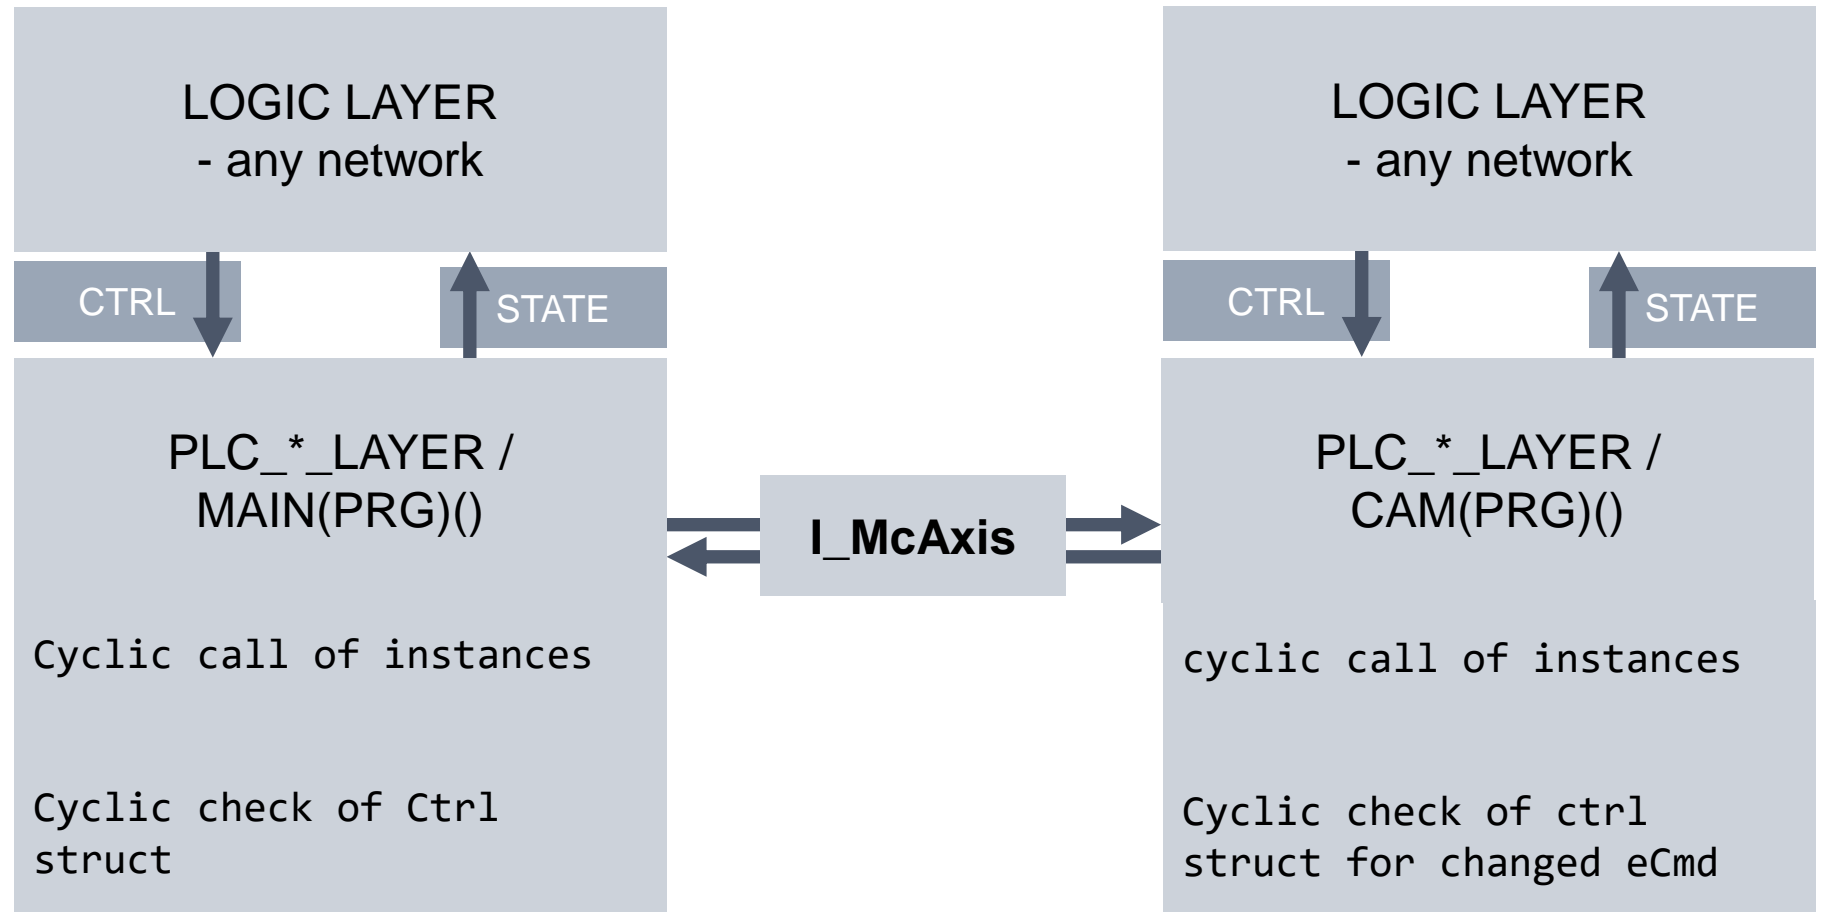 LOGIC LAYER
- any network
CTRL
STATE
PLC_*_LAYER /
MAIN(PRG)()
Cyclic call of instances
Cyclic check of Ctrl
struct
I_McAxis
LOGIC LAYER
- any network
CTRL
STATE
PLC_*_LAYER /
CAM(PRG)()
cyclic call of instances
Cyclic check of ctrl
struct for changed eCmd